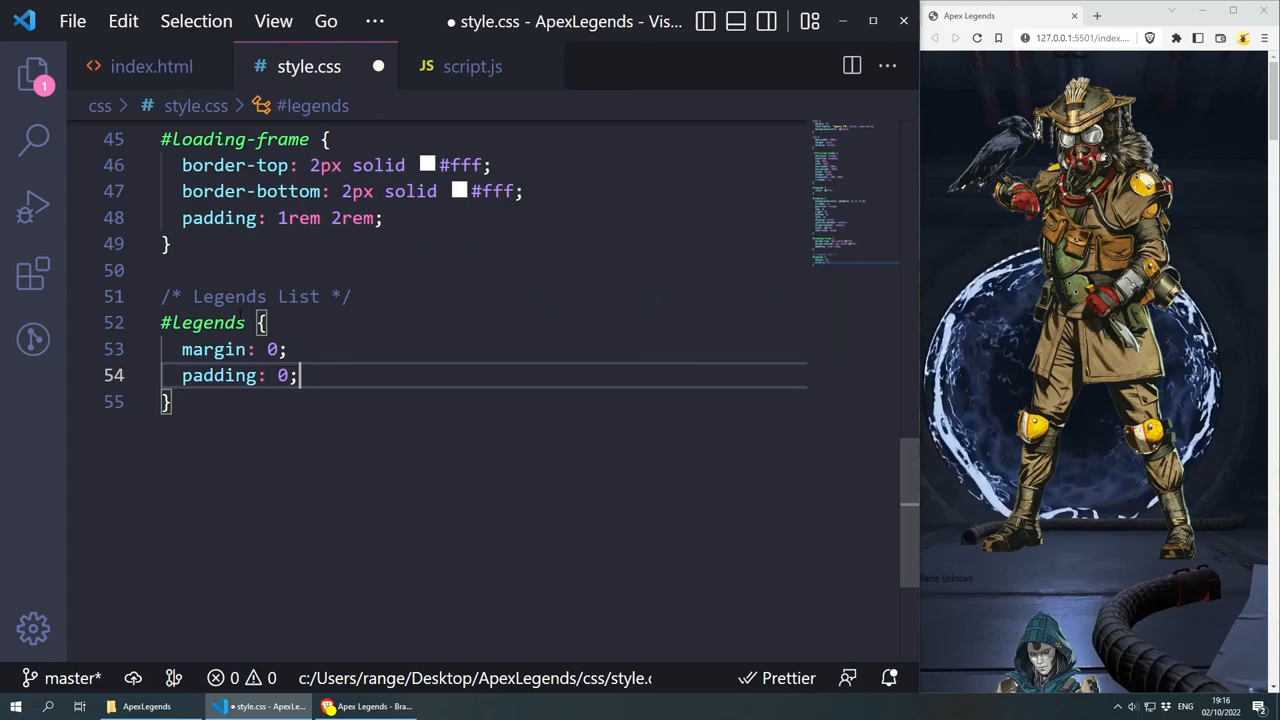 File Edit Selection View Go ··· ● style.css - ApexLegends - Vis...
<> index.html # style.css ● JS script.js ···
css > # style.css > #legends
45 #loading-frame {
46 border-top: 2px solid #fff;
47 border-bottom: 2px solid #fff;
48 padding: 1rem 2rem;
49 }
50
51 /* Legends List */
52 #legends {
53 margin: 0;
54 padding: 0;
55 }
1
master* 0 0 c:/Users/range/Desktop/ApexLegends/css/style.c Prettier
Apex Legends
127.0.0.1:5501/index....
Name: Unknown
ApexLegends ● style.css - ApexLe... Apex Legends - Bra... ENG 19:16
02/10/2022 2